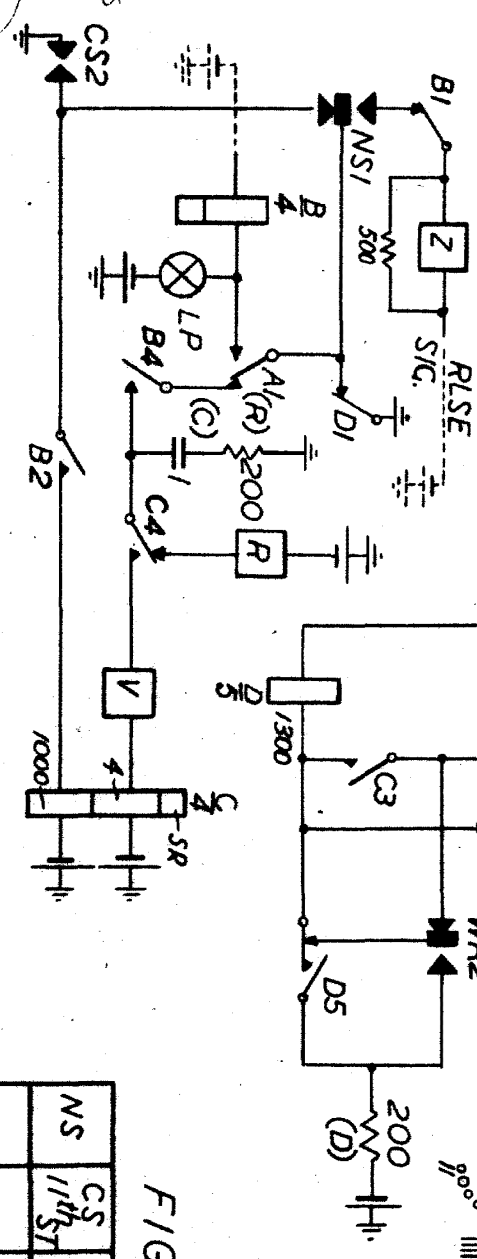 CS2
B1
NS1
Z
500
RLSE
SIG.
B
4
LP
B4
A1(R)
(C)
D1
200
1
C4
R
B2
V
D
5
1300
C3
4
1000
C
4
SR
D5
200
(D)
NS
CS
11th ST
FIG